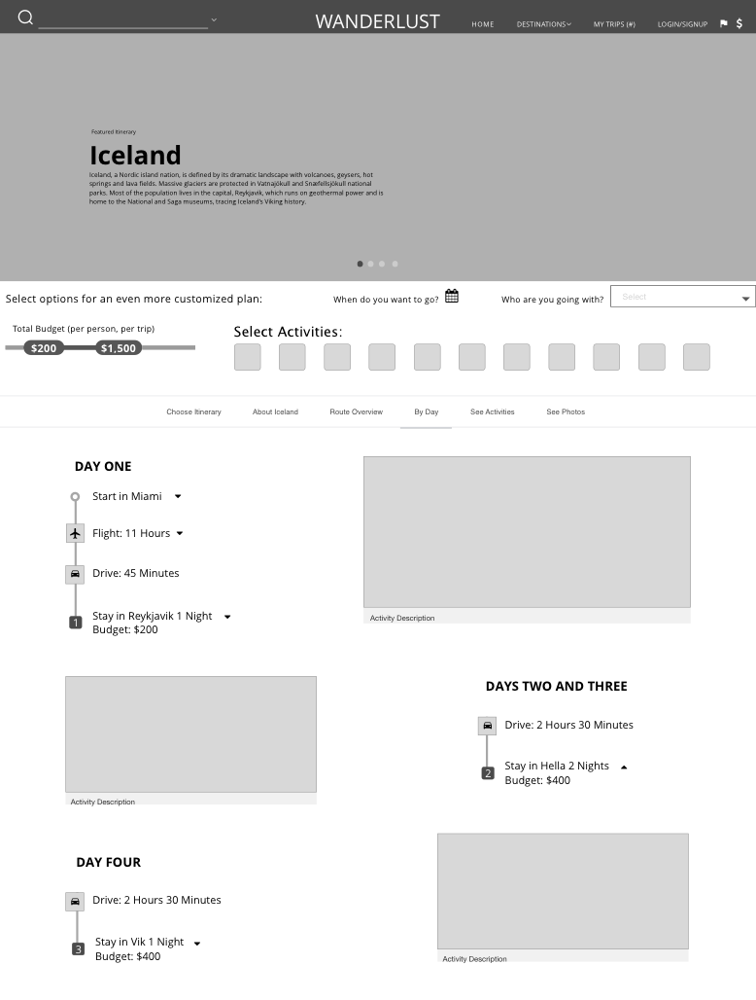 WANDERLUST
HOME DESTINATIONS MY TRIPS (#) LOGIN/SIGNUP $
Featured Itinerary
Iceland
Iceland, a Nordic island nation, is defined by its dramatic landscape with volcanoes, geysers, hot
springs and lava fields. Massive glaciers are protected in Vatnajökull and Snæfellsjökull national
parks. Most of the population lives in the capital, Reykjavik, which runs on geothermal power and is
home to the National and Saga museums, tracing Iceland's Viking history.
Select options for an even more customized plan:
When do you want to go?
Who are you going with?
Select
Total Budget (per person, per trip)
$200 $1,500
Select Activities:
Choose Itinerary About Iceland Route Overview By Day See Activities See Photos
DAY ONE
Start in Miami
Flight: 11 Hours
Drive: 45 Minutes
1 Stay in Reykjavik 1 Night
Budget: $200
Activity Description
DAYS TWO AND THREE
Drive: 2 Hours 30 Minutes
2 Stay in Hella 2 Nights
Budget: $400
Activity Description
DAY FOUR
Drive: 2 Hours 30 Minutes
3 Stay in Vik 1 Night
Budget: $400
Activity Description